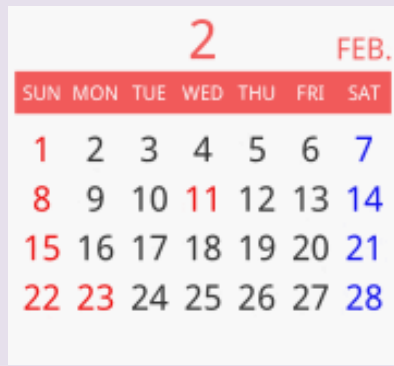 2 FEB.
SUN MON TUE WED THU FRI SAT
1 2 3 4 5 6 7
8 9 10 11 12 13 14
15 16 17 18 19 20 21
22 23 24 25 26 27 28